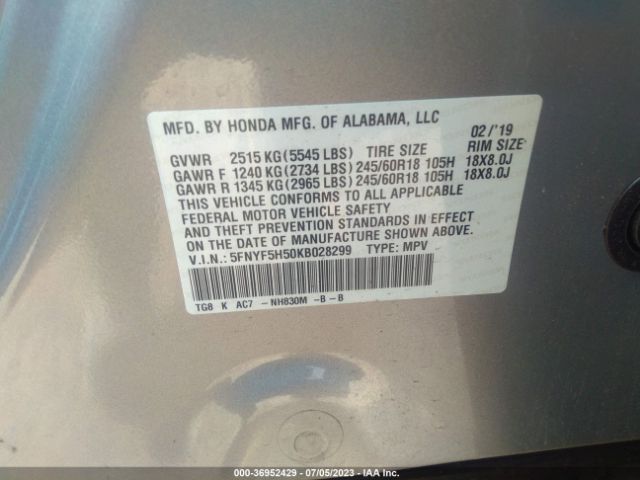 MFD. BY HONDA MFG. OF ALABAMA, LLC 02/'19
GVWR 2515 KG(5545 LBS) TIRE SIZE RIM SIZE
GAWR F 1240 KG(2734 LBS)245/60R18 105H 18X8.0J
GAWR R 1345 KG(2965 LBS)245/60R18 105H 18X8.0J
THIS VEHICLE CONFORMS TO ALL APPLICABLE
FEDERAL MOTOR VEHICLE SAFETY
AND THEFT PREVENTION STANDARDS IN EFFECT
ON THE DATE OF MANUFACTURE SHOWN ABOVE.
V.I.N.: 5FNYF5H50KB028299 TYPE: MPV
TG8 K AC7 -NH830M -B-B
000-36952429 - 07/05/2023 - IAA Inc.